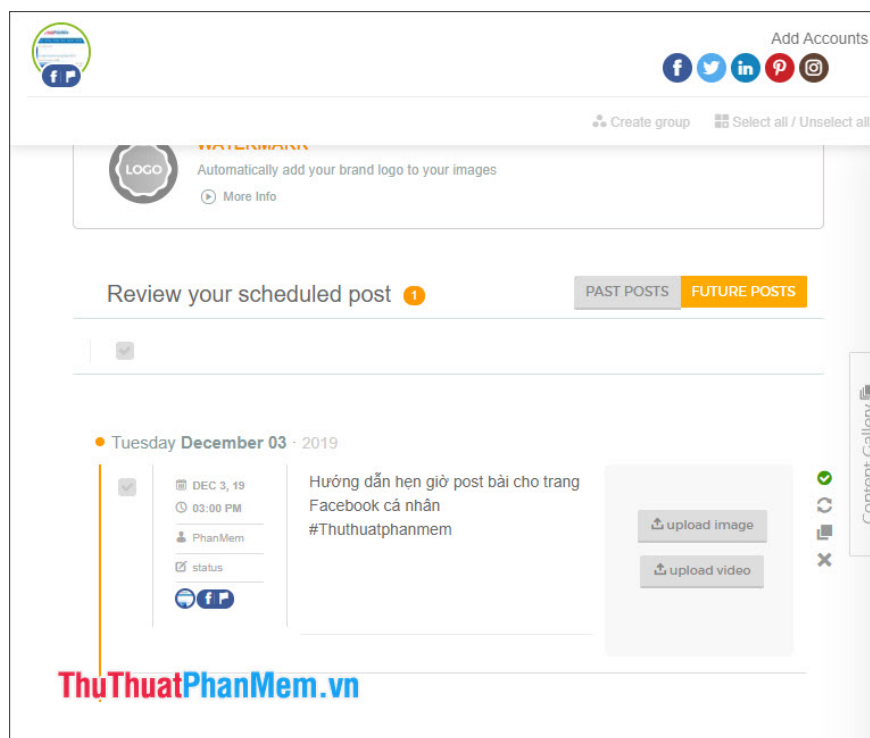 Add Accounts
Create group
Select all / Unselect all
WATERMARK
LOGO
Automatically add your brand logo to your images
More Info
Review your scheduled post 1
PAST POSTS
FUTURE POSTS
Content Gallery
Tuesday December 03 · 2019
DEC 3, 19
03:00 PM
PhanMem
status
Hướng dẫn hẹn giờ post bài cho trang
Facebook cá nhân
#Thuthuatphanmem
upload image
upload video
ThuThuatPhanMem.vn